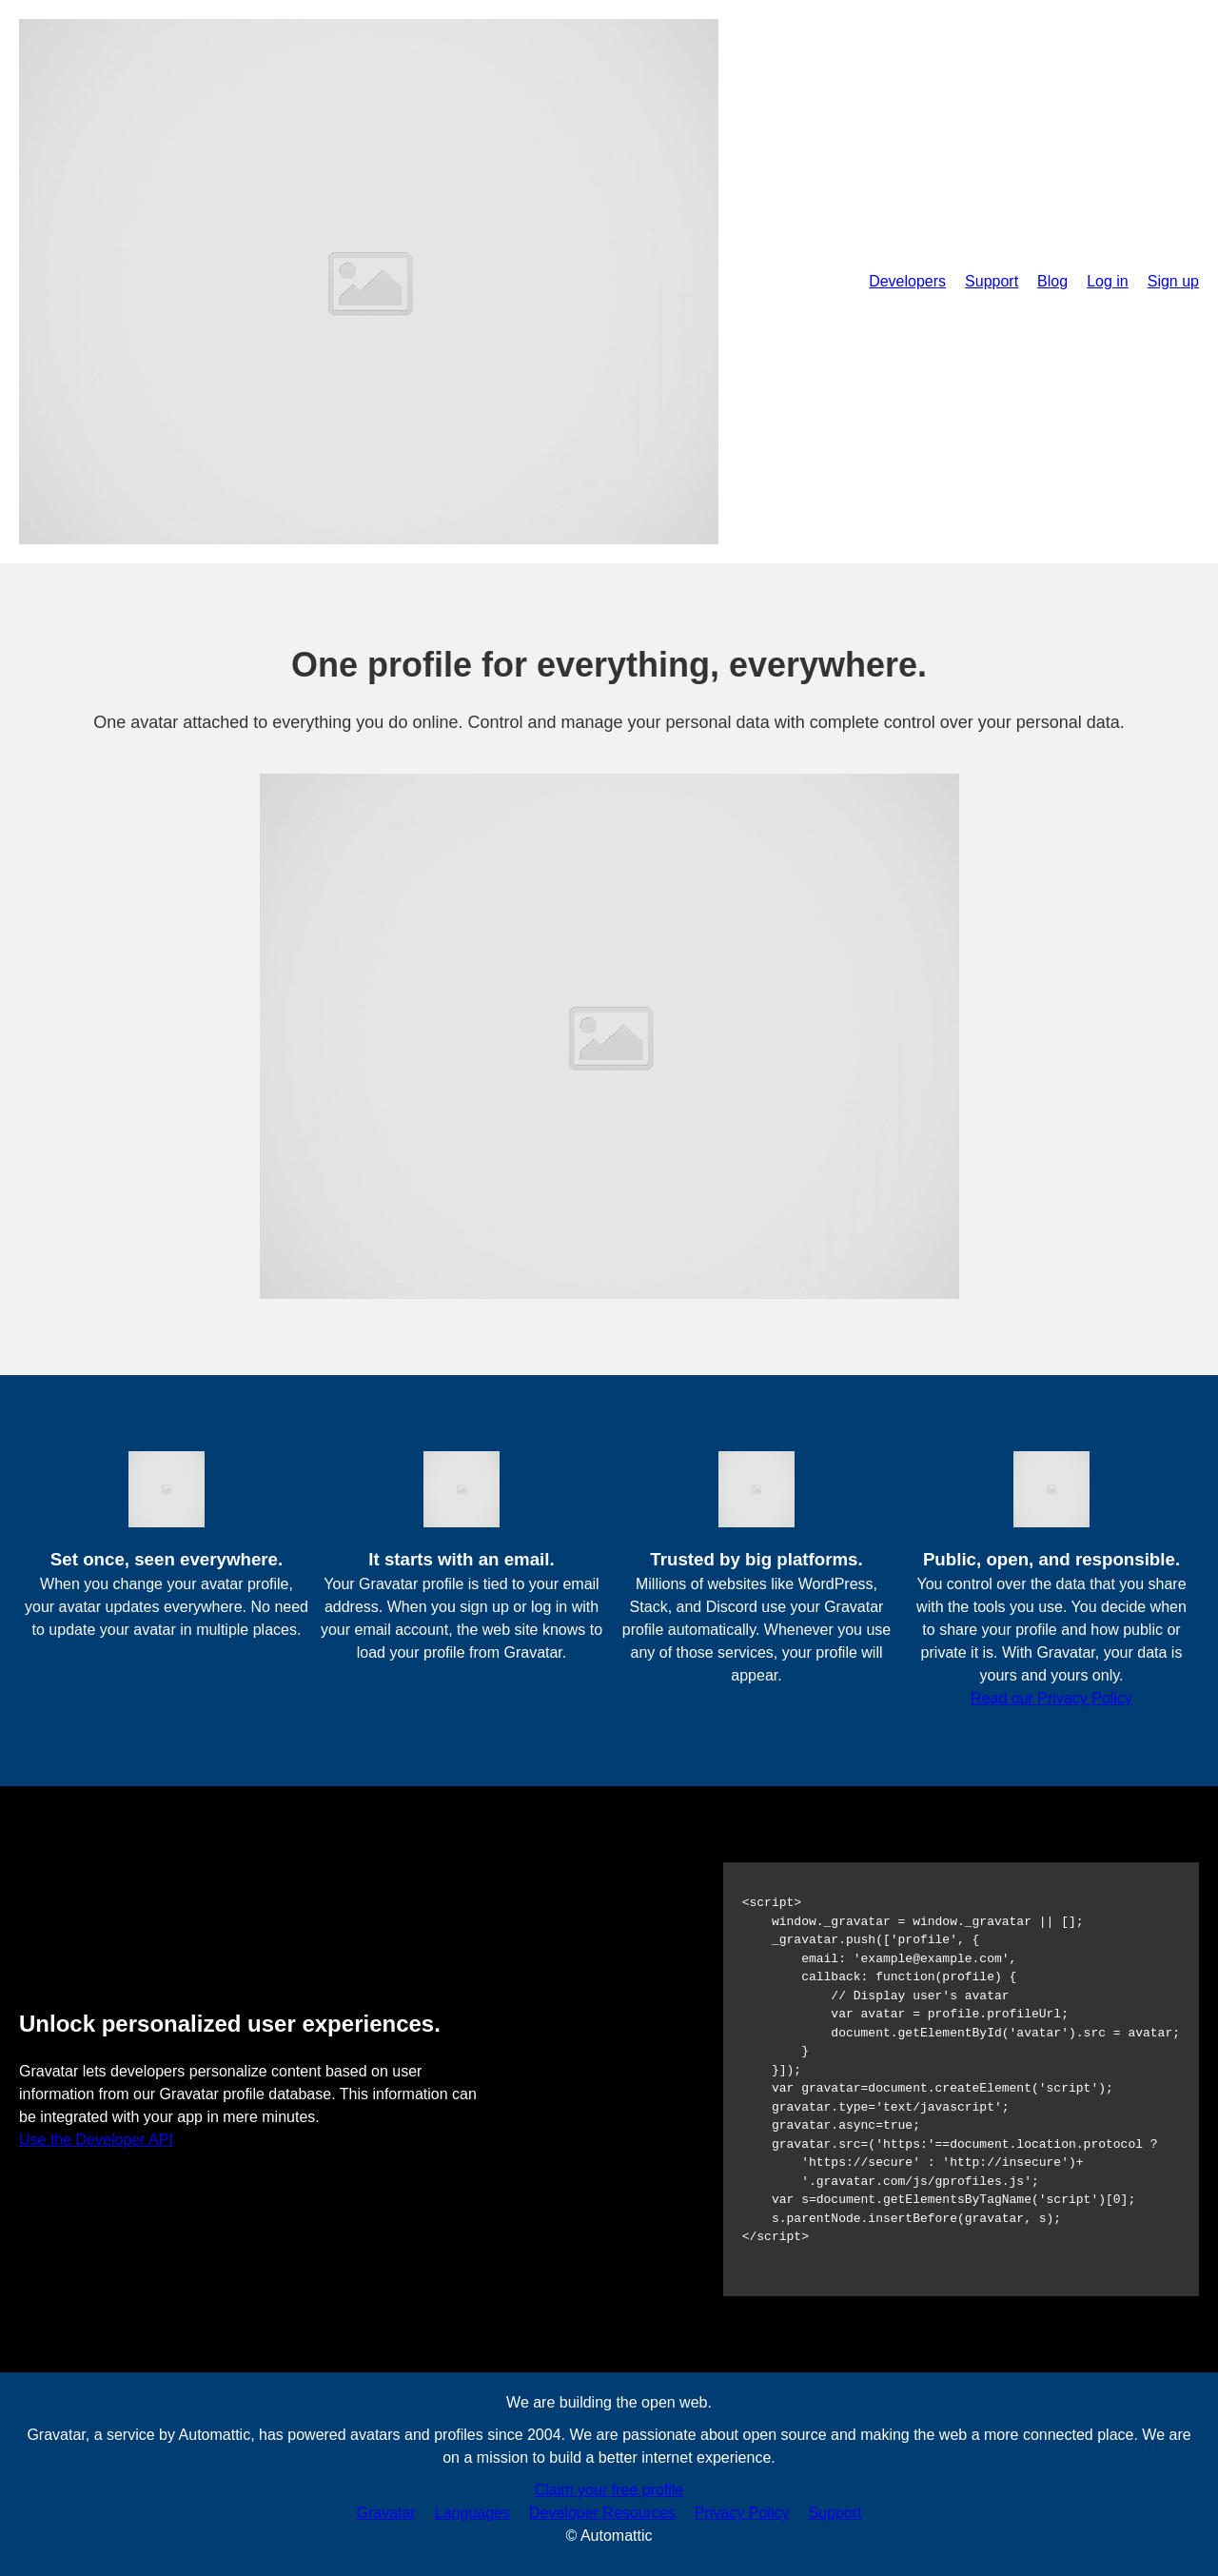 Developers Support Blog Log in Sign up
One profile for everything, everywhere.
One avatar attached to everything you do online. Control and manage your personal data with complete control over your personal data.
Set once, seen everywhere.
When you change your avatar profile,
your avatar updates everywhere. No need
to update your avatar in multiple places.
It starts with an email.
Your Gravatar profile is tied to your email
address. When you sign up or log in with
your email account, the web site knows to
load your profile from Gravatar.
Trusted by big platforms.
Millions of websites like WordPress,
Stack, and Discord use your Gravatar
profile automatically. Whenever you use
any of those services, your profile will
appear.
Public, open, and responsible.
You control over the data that you share
with the tools you use. You decide when
to share your profile and how public or
private it is. With Gravatar, your data is
yours and yours only.
Read our Privacy Policy
Unlock personalized user experiences.
Gravatar lets developers personalize content based on user
information from our Gravatar profile database. This information can
be integrated with your app in mere minutes.
Use the Developer API
<script>
    window._gravatar = window._gravatar || [];
    _gravatar.push(['profile', {
        email: 'example@example.com',
        callback: function(profile) {
            // Display user's avatar
            var avatar = profile.profileUrl;
            document.getElementById('avatar').src = avatar;
        }
    }]);
    var gravatar=document.createElement('script');
    gravatar.type='text/javascript';
    gravatar.async=true;
    gravatar.src=('https:'==document.location.protocol ?
        'https://secure' : 'http://insecure')+
        '.gravatar.com/js/gprofiles.js';
    var s=document.getElementsByTagName('script')[0];
    s.parentNode.insertBefore(gravatar, s);
</script>
We are building the open web.
Gravatar, a service by Automattic, has powered avatars and profiles since 2004. We are passionate about open source and making the web a more connected place. We are
on a mission to build a better internet experience.
Claim your free profile
Gravatar Languages Developer Resources Privacy Policy Support
© Automattic